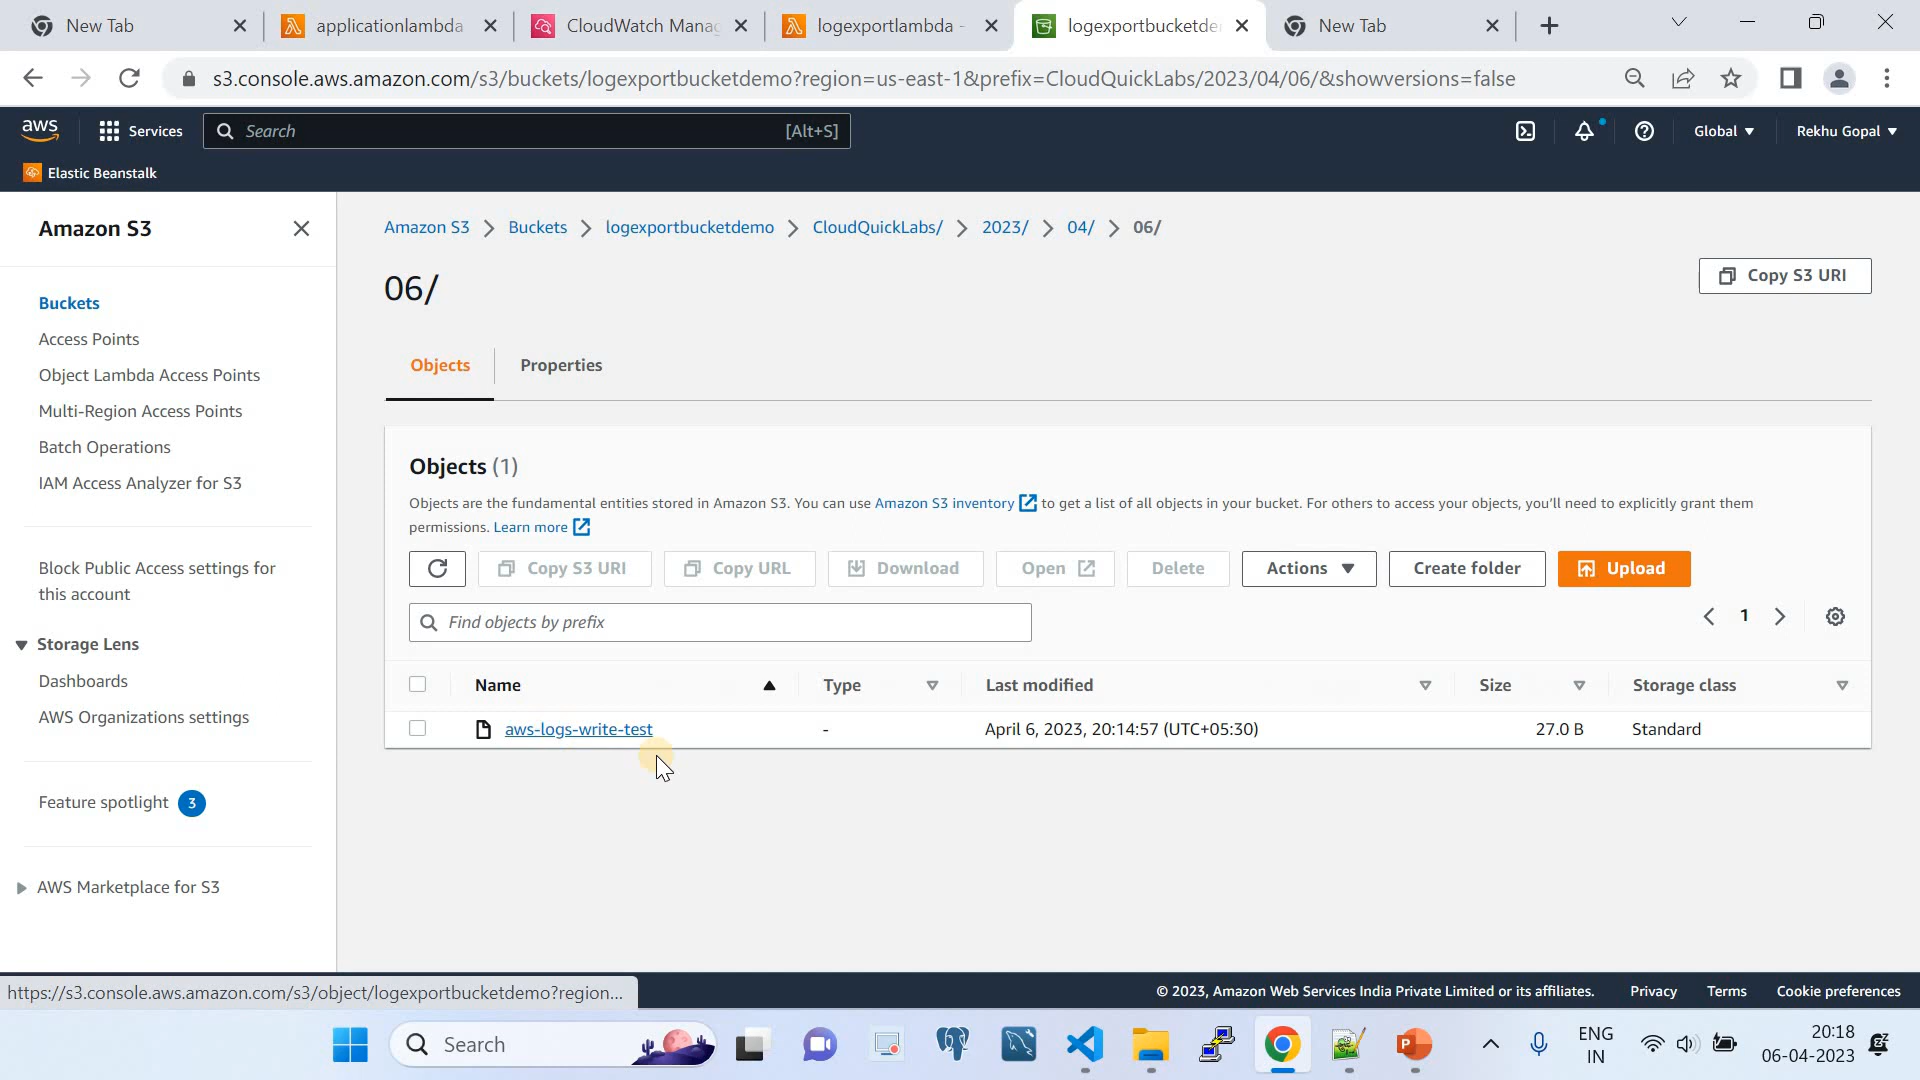 New Tab
applicationlambda
CloudWatch Manag
logexportlambda -
logexportbucketde
New Tab
s3.console.aws.amazon.com/s3/buckets/logexportbucketdemo?region=us-east-1&prefix=CloudQuickLabs/2023/04/06/&showversions=false
aws
Services
Search
[Alt+S]
Global
Rekhu Gopal
Elastic Beanstalk
Amazon S3
Buckets
Access Points
Object Lambda Access Points
Multi-Region Access Points
Batch Operations
IAM Access Analyzer for S3
Block Public Access settings for
this account
Storage Lens
Dashboards
AWS Organizations settings
Feature spotlight 3
AWS Marketplace for S3
Amazon S3 Buckets logexportbucketdemo CloudQuickLabs/ 2023/ 04/ 06/
06/
Copy S3 URI
Objects
Properties
Objects (1)
Objects are the fundamental entities stored in Amazon S3. You can use Amazon S3 inventory to get a list of all objects in your bucket. For others to access your objects, you'll need to explicitly grant them
permissions. Learn more
Copy S3 URI
Copy URL
Download
Open
Delete
Actions
Create folder
Upload
Find objects by prefix
1
Name Type Last modified Size Storage class
aws-logs-write-test - April 6, 2023, 20:14:57 (UTC+05:30) 27.0 B Standard
https://s3.console.aws.amazon.com/s3/object/logexportbucketdemo?region...
© 2023, Amazon Web Services India Private Limited or its affiliates.
Privacy
Terms
Cookie preferences
Search
ENG
IN
20:18
06-04-2023